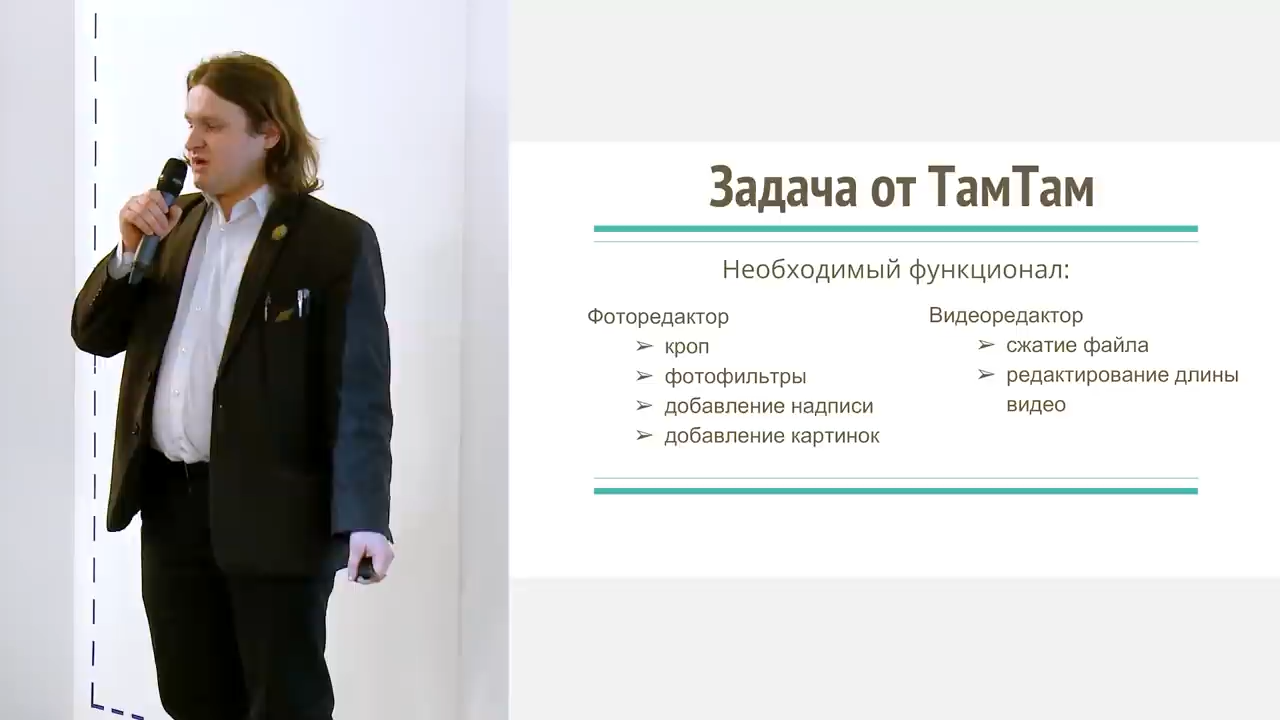 Задача от ТамТам
Необходимый функционал:
Фоторедактор
➢ кроп
➢ фотофильтры
➢ добавление надписи
➢ добавление картинок
Видеоредактор
➢ сжатие файла
➢ редактирование длины
видео